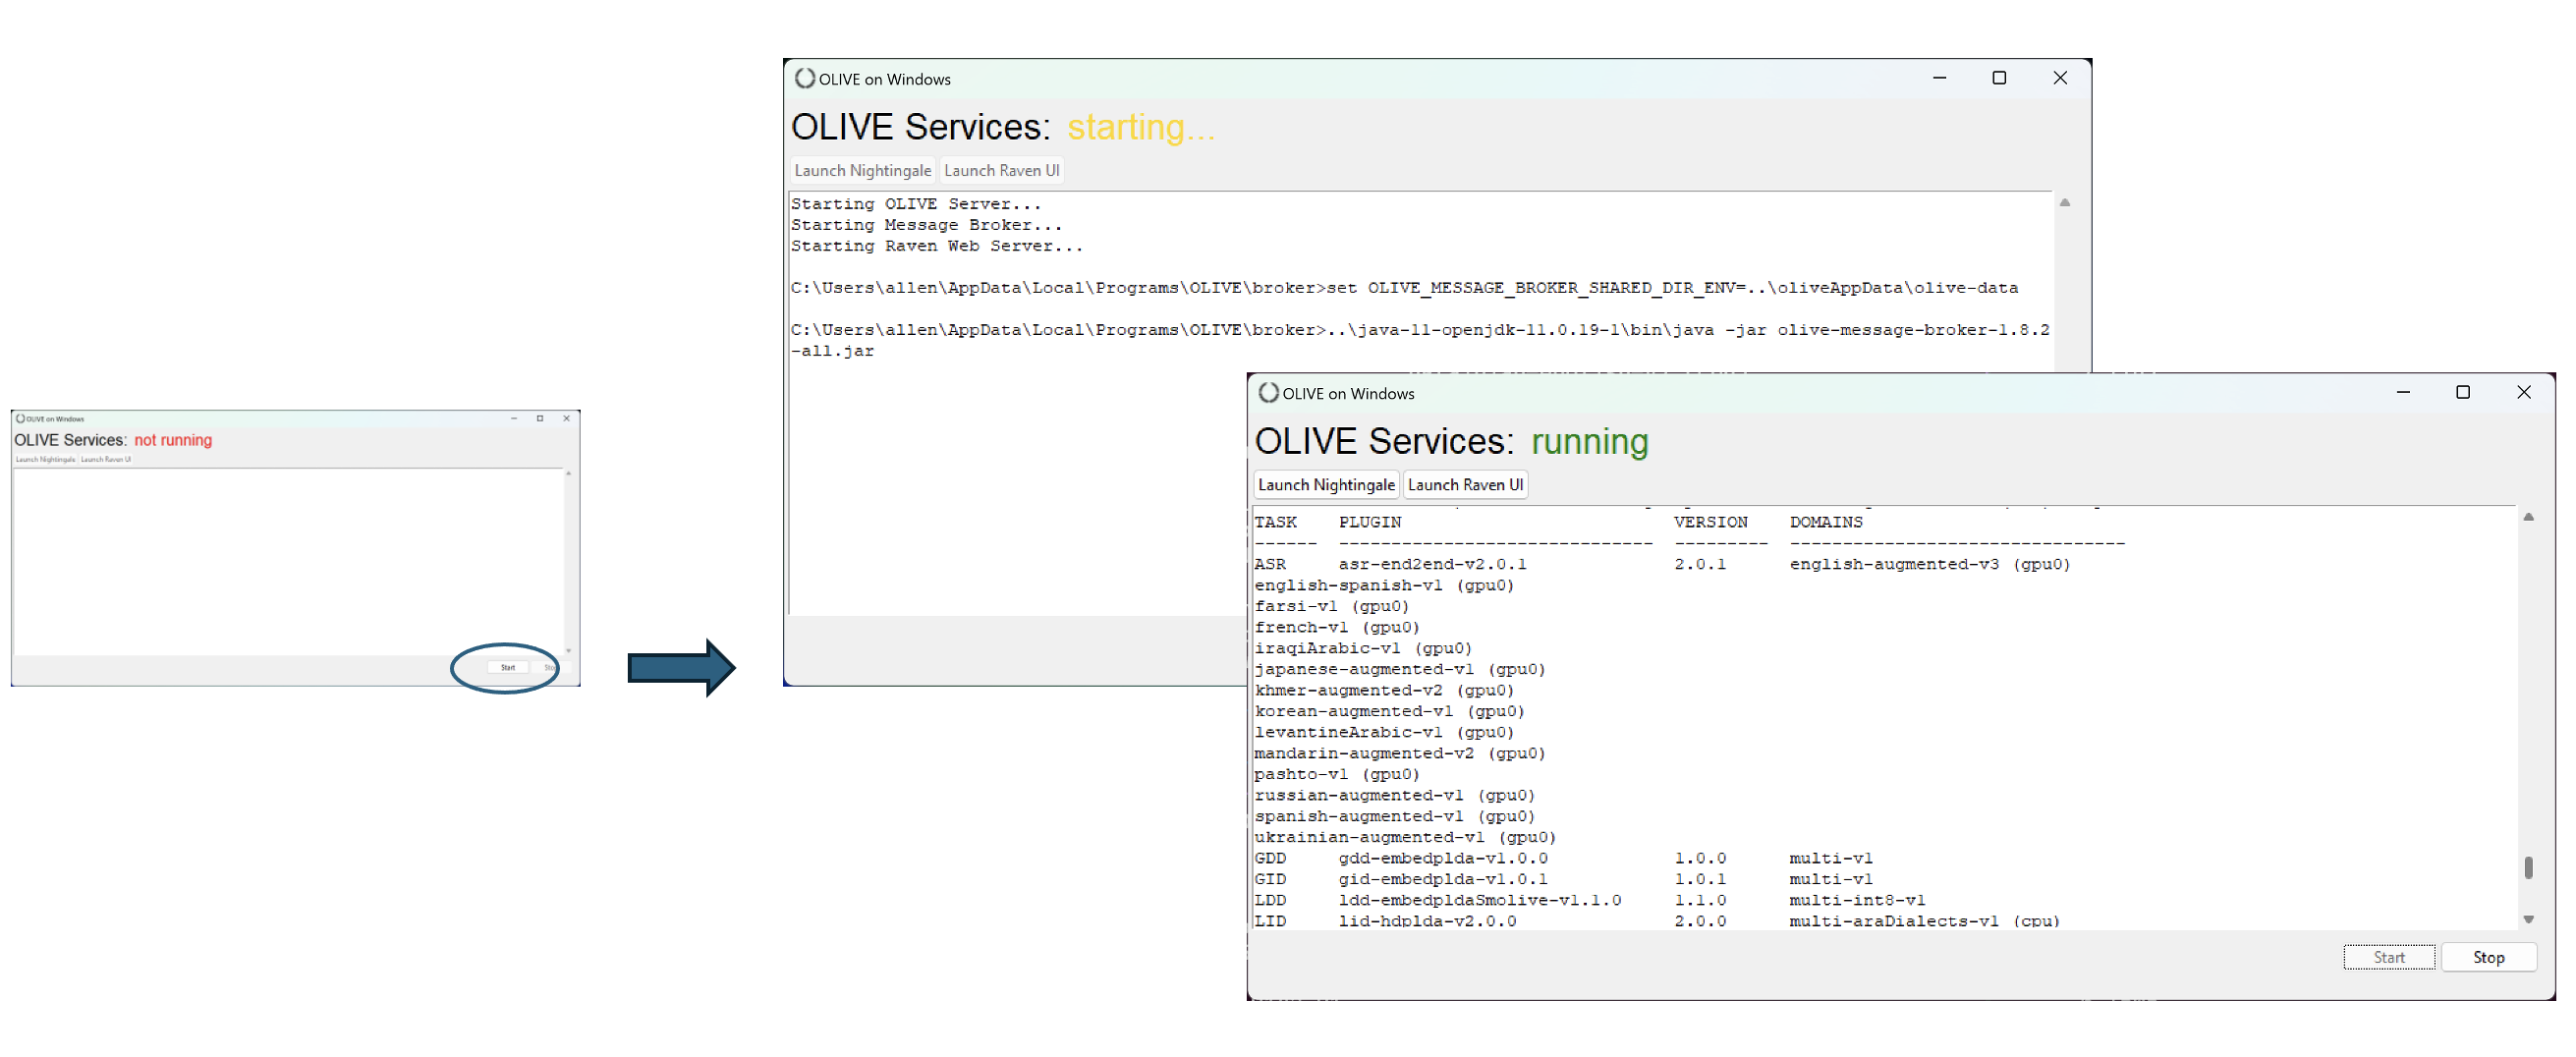 OLIVE on Windows
OLIVE Services: not running
Launch Nightingale Launch Raven UI
Start Stop
OLIVE on Windows
OLIVE Services: starting...
Launch Nightingale Launch Raven UI
Starting OLIVE Server...
Starting Message Broker...
Starting Raven Web Server...
C:\Users\allen\AppData\Local\Programs\OLIVE\broker>set OLIVE_MESSAGE_BROKER_SHARED_DIR_ENV=..\oliveAppData\olive-data
C:\Users\allen\AppData\Local\Programs\OLIVE\broker>..\java-11-openjdk-11.0.19-1\bin\java -jar olive-message-broker-1.8.2
-all.jar
OLIVE on Windows
OLIVE Services: running
Launch Nightingale Launch Raven UI
TASK PLUGIN VERSION DOMAINS
------ ------------------------------ --------- --------------------------------
ASR asr-end2end-v2.0.1 2.0.1 english-augmented-v3 (gpu0)
english-spanish-v1 (gpu0)
farsi-v1 (gpu0)
french-v1 (gpu0)
iraqiArabic-v1 (gpu0)
japanese-augmented-v1 (gpu0)
khmer-augmented-v2 (gpu0)
korean-augmented-v1 (gpu0)
levantineArabic-v1 (gpu0)
mandarin-augmented-v2 (gpu0)
pashto-v1 (gpu0)
russian-augmented-v1 (gpu0)
spanish-augmented-v1 (gpu0)
ukrainian-augmented-v1 (gpu0)
GDD gdd-embedplda-v1.0.0 1.0.0 multi-v1
GID gid-embedplda-v1.0.1 1.0.1 multi-v1
LDD ldd-embedpldaSmolive-v1.1.0 1.1.0 multi-int8-v1
LID lid-hdplda-v2.0.0 2.0.0 multi-araDialects-v1 (cpu)
Start Stop